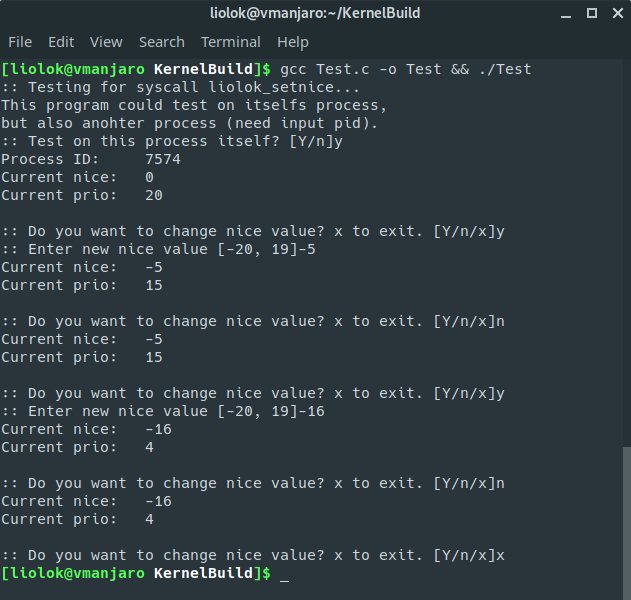 liolok@vmanjaro:~/KernelBuild
File Edit View Search Terminal Help
[liolok@vmanjaro KernelBuild]$ gcc Test.c -o Test && ./Test
:: Testing for syscall liolok_setnice...
This program could test on itselfs process,
but also anohter process (need input pid).
:: Test on this process itself? [Y/n]y
Process ID:     7574
Current nice:   0
Current prio:   20

:: Do you want to change nice value? x to exit. [Y/n/x]y
:: Enter new nice value [-20, 19]-5
Current nice:   -5
Current prio:   15

:: Do you want to change nice value? x to exit. [Y/n/x]n
Current nice:   -5
Current prio:   15

:: Do you want to change nice value? x to exit. [Y/n/x]y
:: Enter new nice value [-20, 19]-16
Current nice:   -16
Current prio:   4

:: Do you want to change nice value? x to exit. [Y/n/x]n
Current nice:   -16
Current prio:   4

:: Do you want to change nice value? x to exit. [Y/n/x]x
[liolok@vmanjaro KernelBuild]$ _